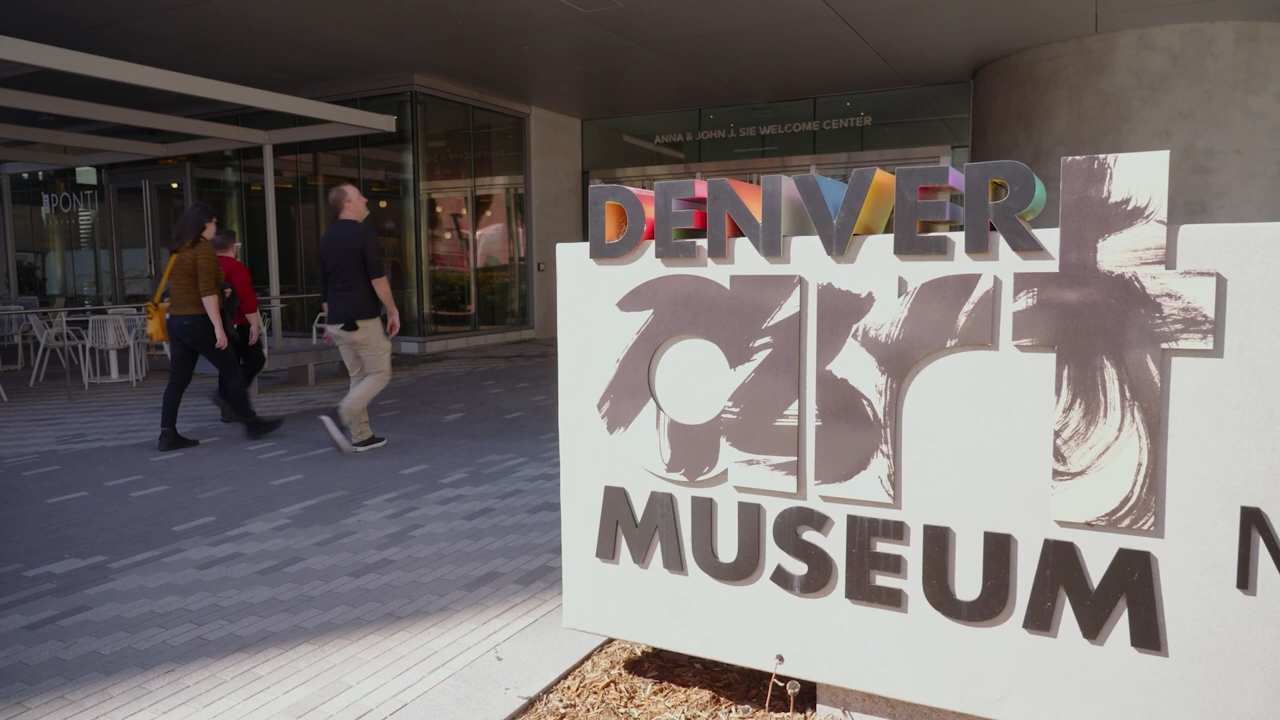 ANNA & JOHN J. SIE WELCOME CENTER
PONTI
DENVER
art
MUSEUM
N